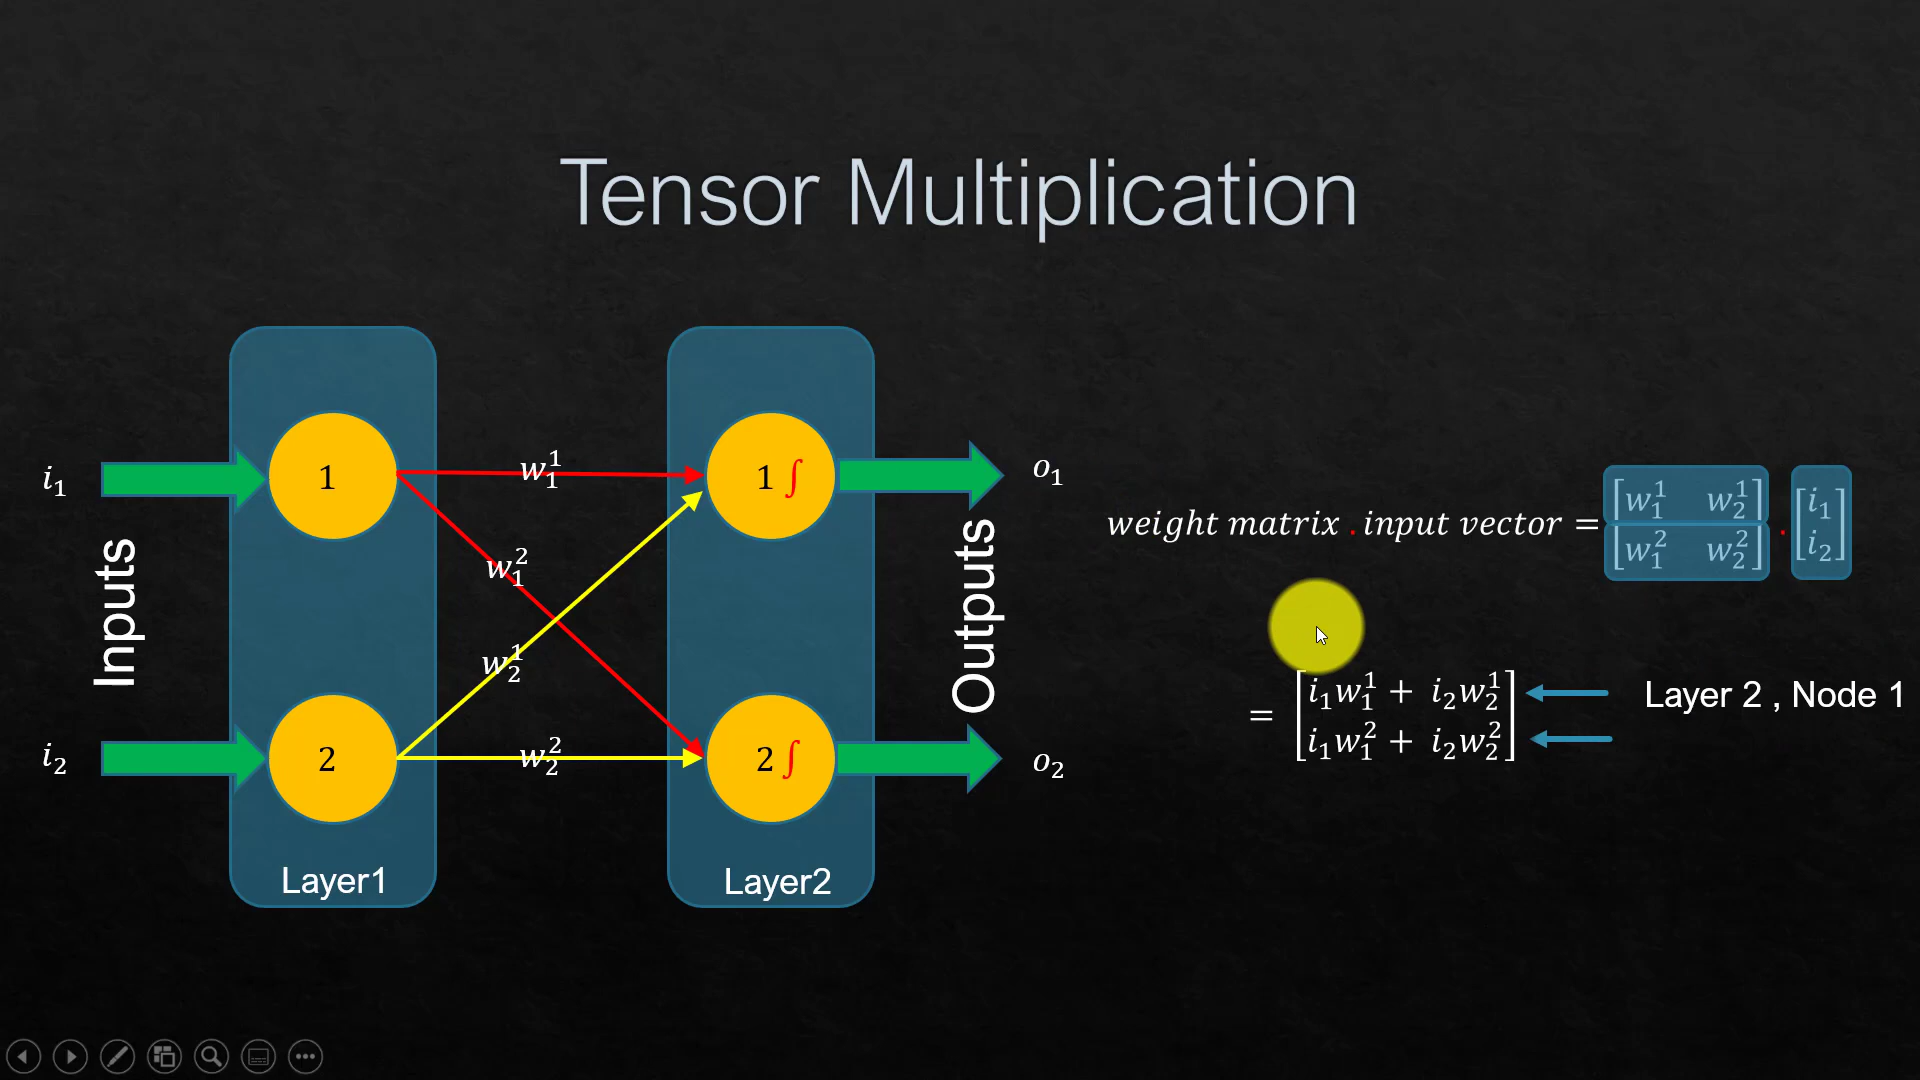 Tensor Multiplication
i₁
Inputs
i₂
1
2
Layer1
w₁¹
w₁²
w₂¹
w₂²
1 ∫
2 ∫
Layer2
o₁
Outputs
o₂
weight matrix . input vector = [w₁¹ w₂¹
w₁² w₂²] . [i₁
i₂]
= [i₁w₁¹ + i₂w₂¹
i₁w₁² + i₂w₂²]
Layer 2 , Node 1